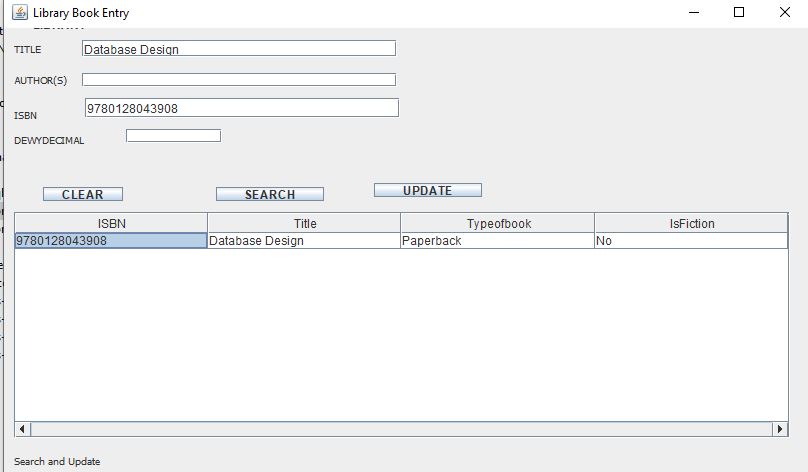 Library Book Entry
TITLE Database Design
AUTHOR(S)
ISBN 9780128043908
DEWYDECIMAL
CLEAR SEARCH UPDATE
ISBN Title Typeofbook IsFiction
9780128043908 Database Design Paperback No
Search and Update